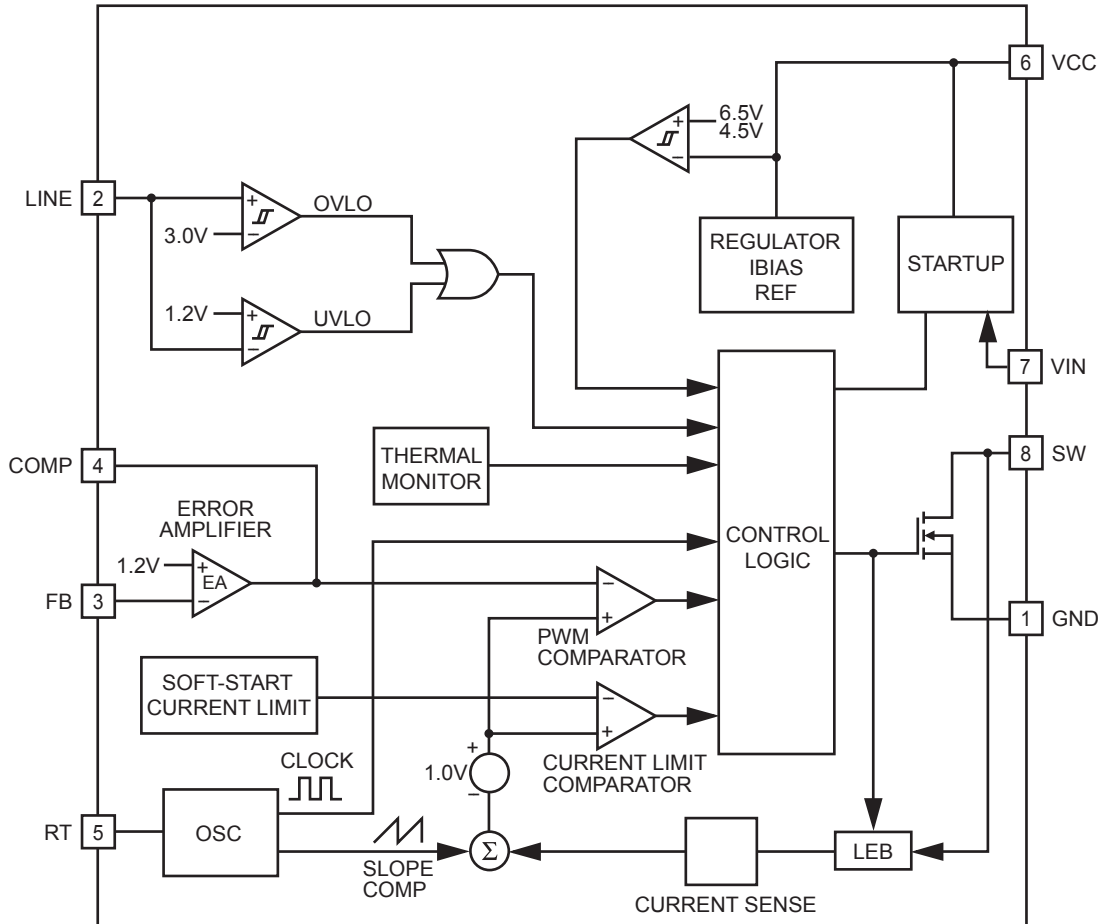 6 VCC
6.5V
+
4.5V
−
LINE 2
+
OVLO
3.0V −
REGULATOR
IBIAS
REF
STARTUP
1.2V +
UVLO
−
7 VIN
COMP 4
THERMAL
MONITOR
8 SW
ERROR
AMPLIFIER
CONTROL
LOGIC
1.2V +
EA
FB 3 −
−
+
PWM
COMPARATOR
1 GND
SOFT-START
CURRENT LIMIT
−
+
CURRENT LIMIT
COMPARATOR
+
1.0V
−
CLOCK
RT 5
OSC
SLOPE
COMP
Σ
LEB
CURRENT SENSE